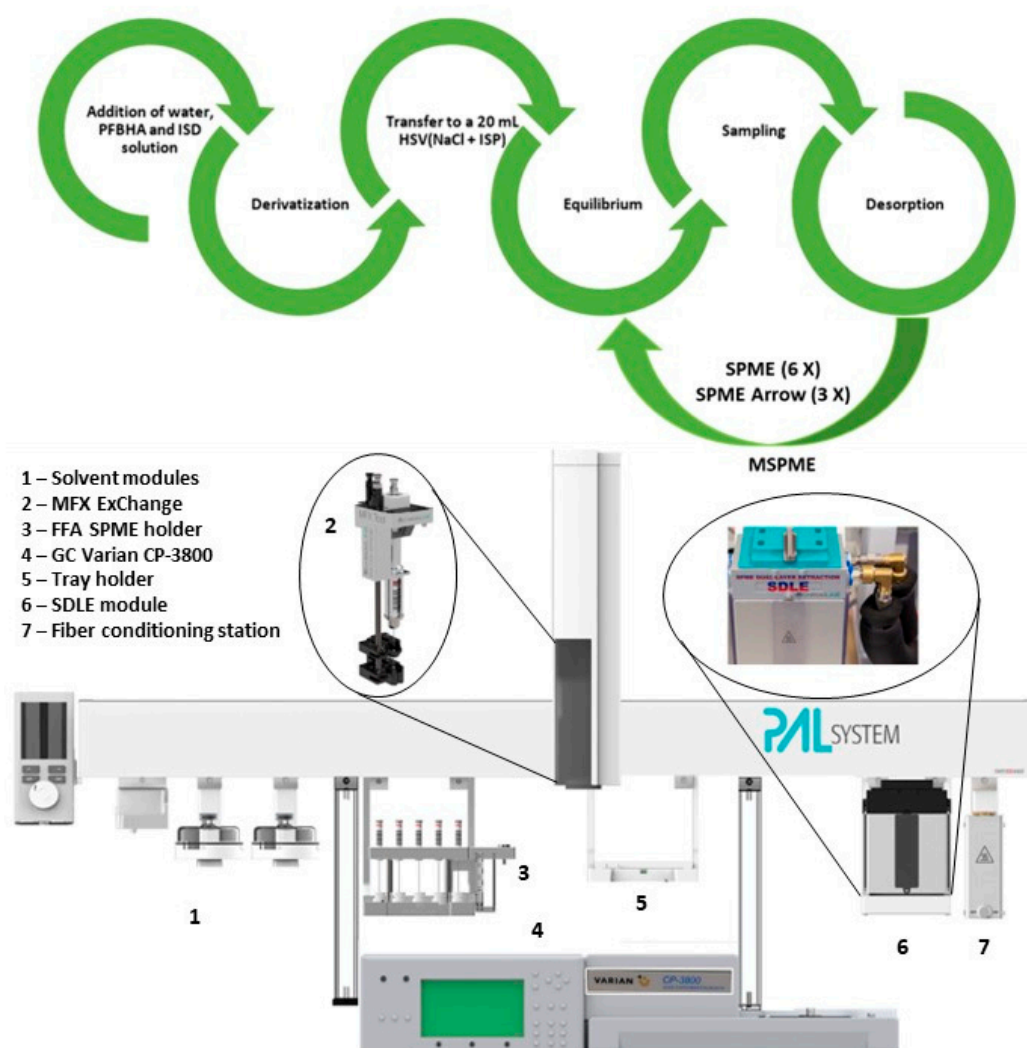 Addition of water,
PFBHA and ISD
solution
Derivatization
Transfer to a 20 mL
HSV(NaCl + ISP)
Equilibrium
Sampling
Desorption
SPME (6 X)
SPME Arrow (3 X)
MSPME
1 – Solvent modules
2 – MFX ExChange
3 – FFA SPME holder
4 – GC Varian CP-3800
5 – Tray holder
6 – SDLE module
7 – Fiber conditioning station
2
SDLE
PAL SYSTEM
1
3
4
5
6
7
VARIAN
CP-3800